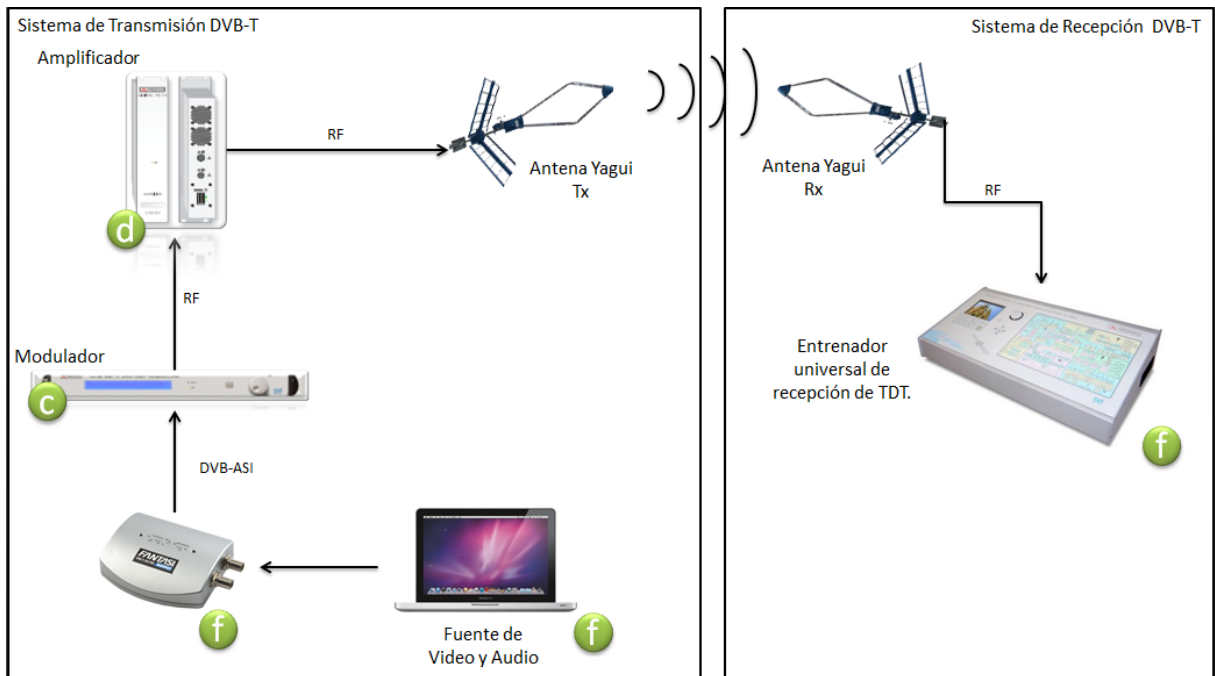 Sistema de Transmisión DVB-T
Amplificador
RF
Antena Yagui
Tx
d
RF
Modulador
c
DVB-ASI
FANTASI
f
Fuente de
Video y Audio
f
Sistema de Recepción DVB-T
Antena Yagui
Rx
RF
Entrenador
universal de
recepción de TDT.
f